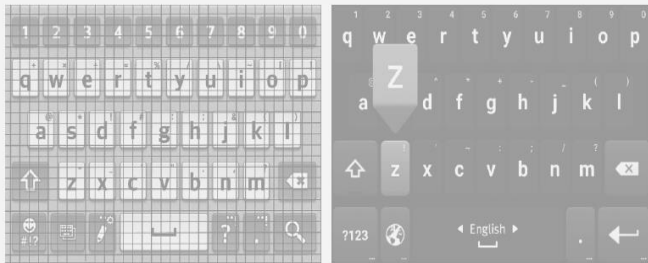 1 2 3 4 5 6 7 8 9 0
q w e r t y u i o p
a s d f g h j k l
z x c v b n m
#!? ? .
1 2 3 4 5 6 7 8 9 0
q w e r t y u i o p
Z
a d f g h j k l
z x c v b n m
?123 English .